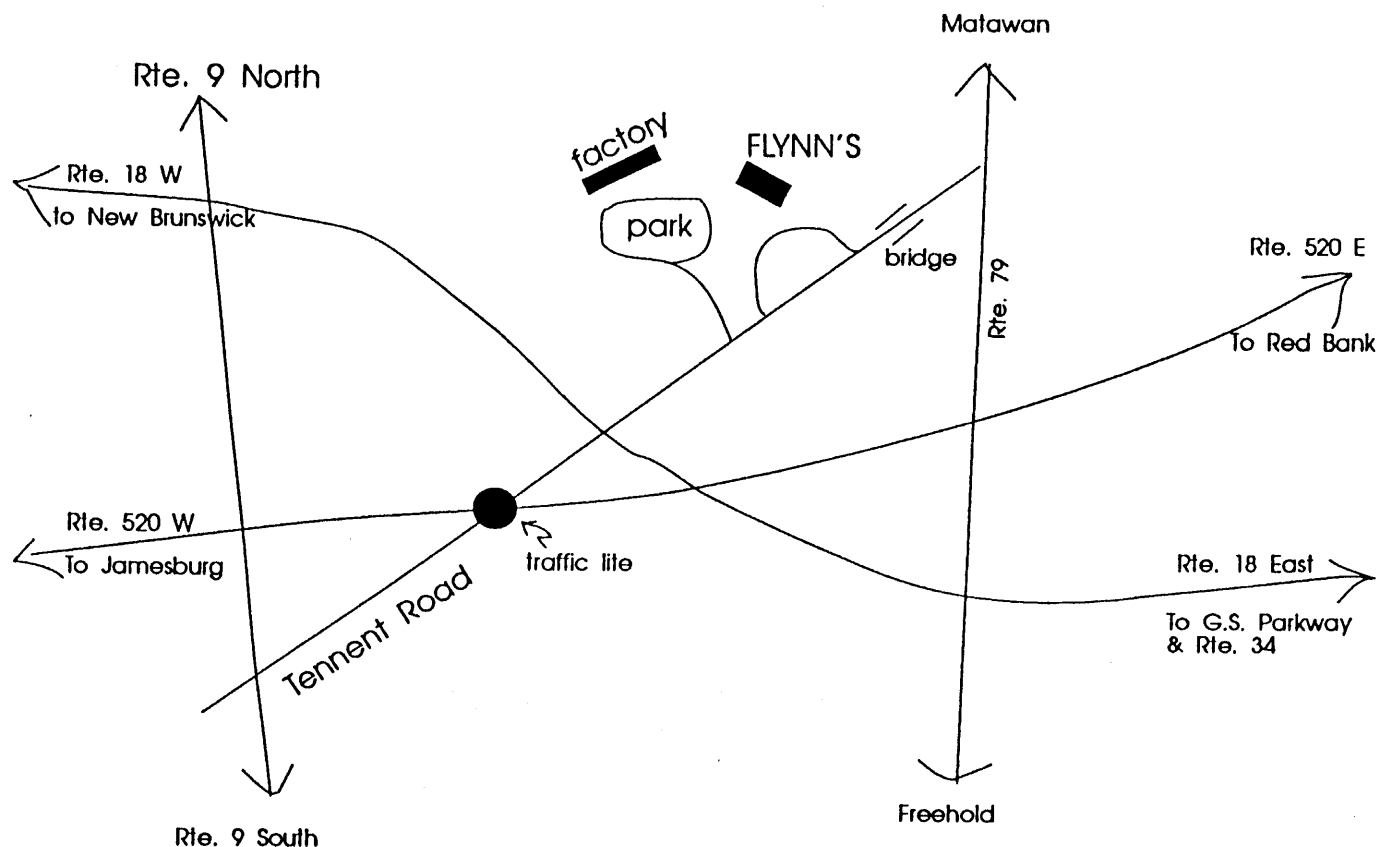 Matawan
Rte. 9 North
factory
FLYNN'S
Rte. 18 W
to New Brunswick
park
bridge
Rte. 79
Rte. 520 E
To Red Bank
Rte. 520 W
To Jamesburg
traffic lite
Tennent Road
Rte. 18 East
To G.S. Parkway
& Rte. 34
Freehold
Rte. 9 South